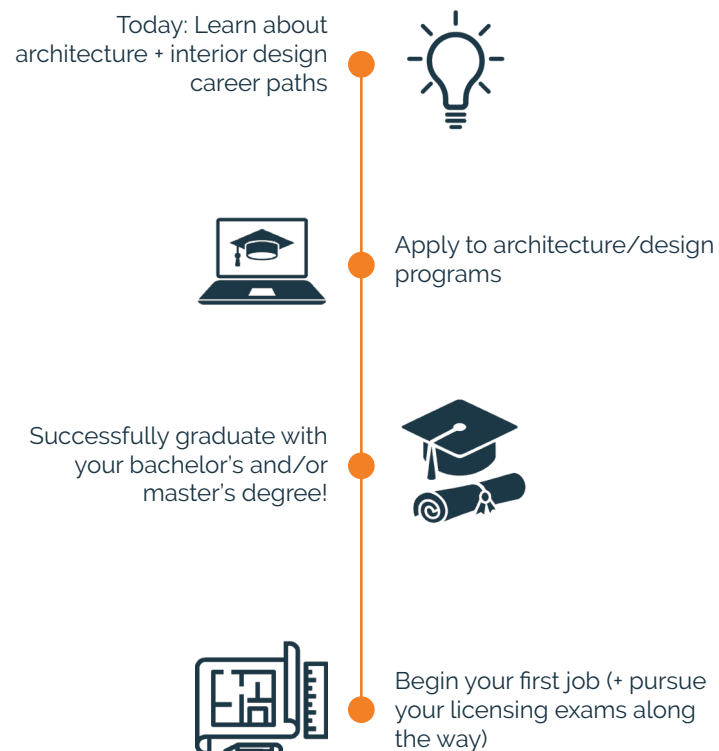 Today: Learn about
architecture + interior design
career paths
Apply to architecture/design
programs
Successfully graduate with
your bachelor’s and/or
master’s degree!
Begin your first job (+ pursue
your licensing exams along
the way)